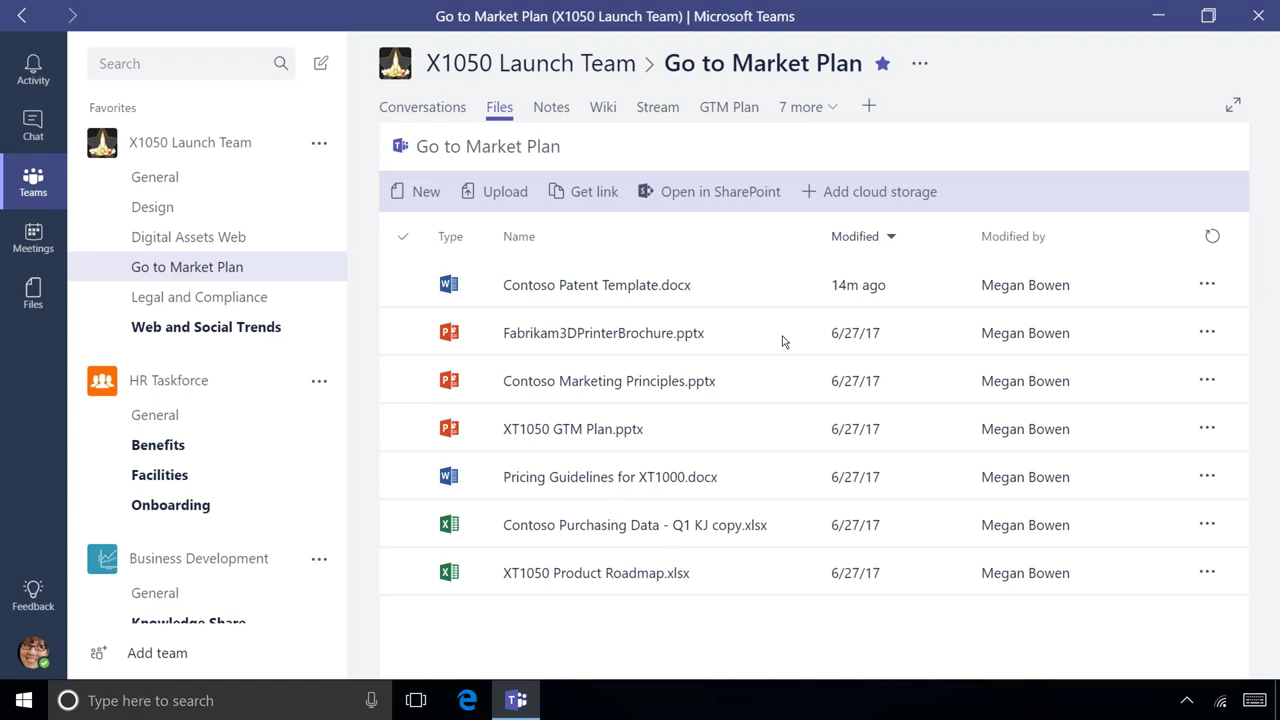 Go to Market Plan (X1050 Launch Team) | Microsoft Teams
Activity
Chat
Teams
Meetings
Files
Feedback
Search
Favorites
X1050 Launch Team
General
Design
Digital Assets Web
Go to Market Plan
Legal and Compliance
Web and Social Trends
HR Taskforce
General
Benefits
Facilities
Onboarding
Business Development
General
Knowledge Share
Add team
X1050 Launch Team > Go to Market Plan
Conversations Files Notes Wiki Stream GTM Plan 7 more
Go to Market Plan
New Upload Get link Open in SharePoint Add cloud storage
Type Name Modified Modified by
Contoso Patent Template.docx 14m ago Megan Bowen
Fabrikam3DPrinterBrochure.pptx 6/27/17 Megan Bowen
Contoso Marketing Principles.pptx 6/27/17 Megan Bowen
XT1050 GTM Plan.pptx 6/27/17 Megan Bowen
Pricing Guidelines for XT1000.docx 6/27/17 Megan Bowen
Contoso Purchasing Data - Q1 KJ copy.xlsx 6/27/17 Megan Bowen
XT1050 Product Roadmap.xlsx 6/27/17 Megan Bowen
Type here to search